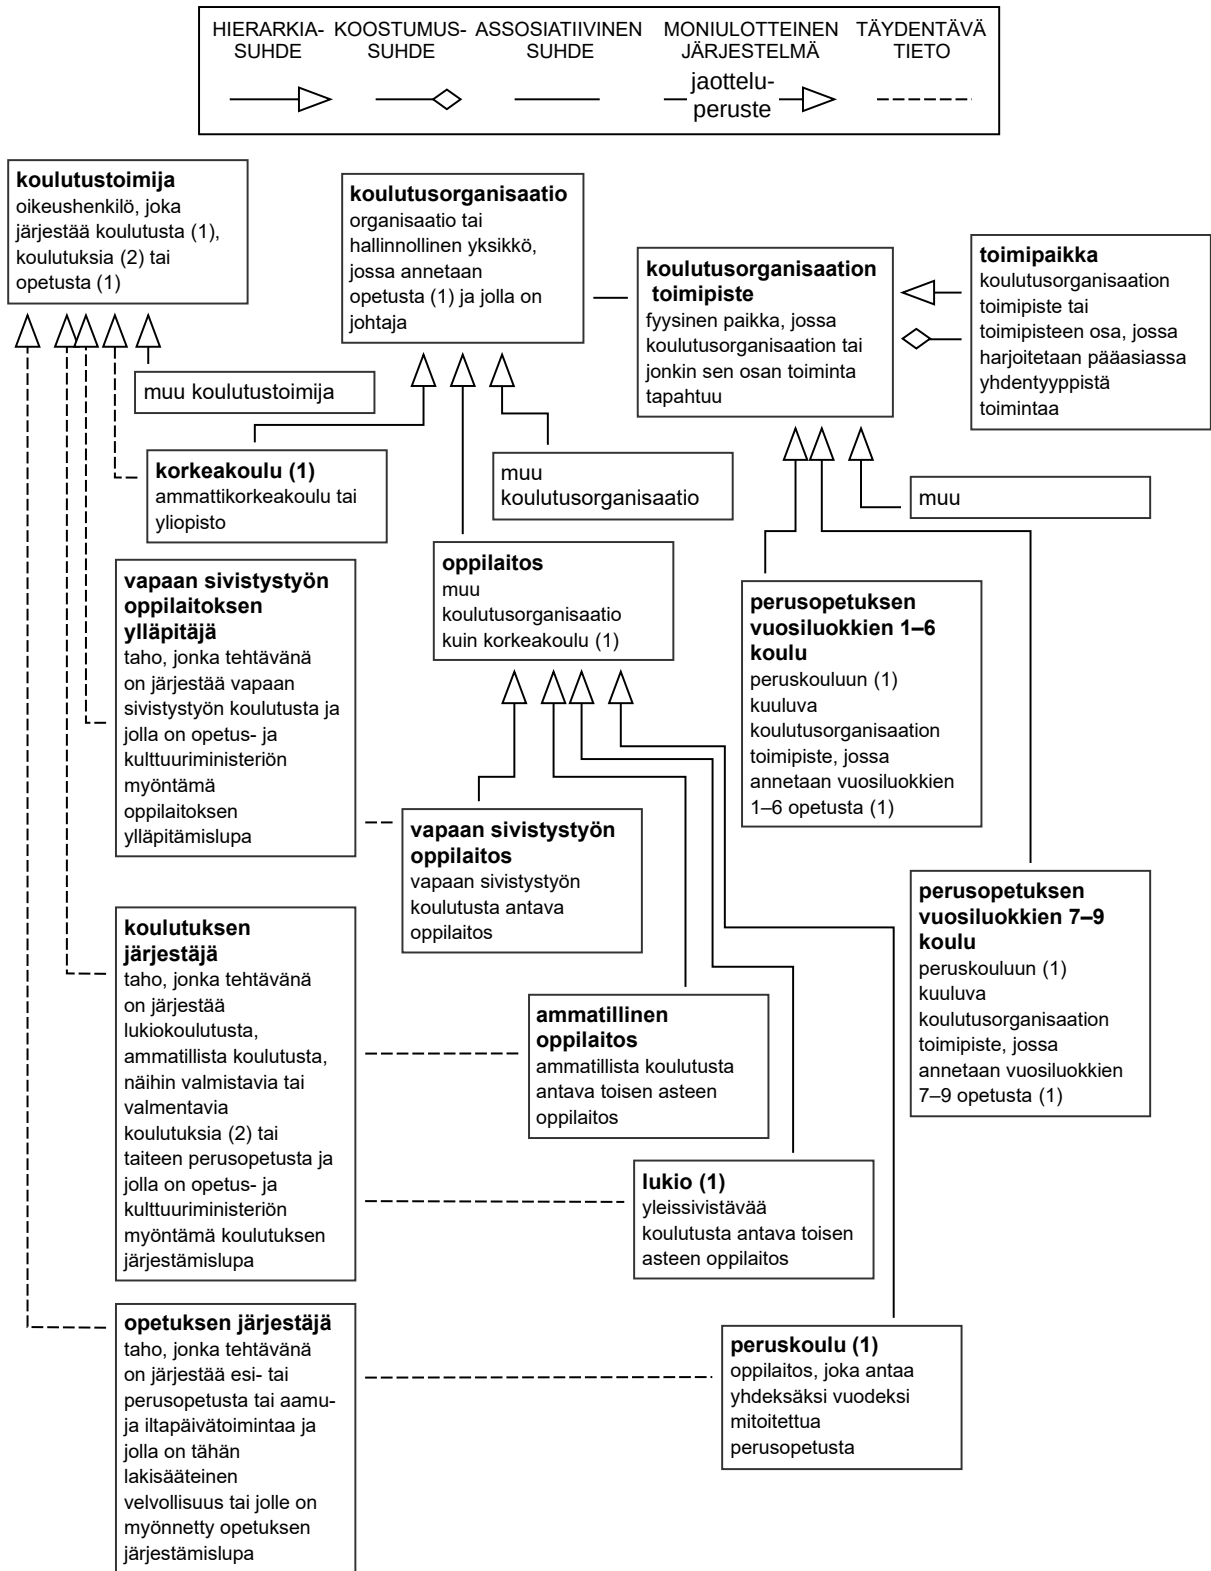 HIERARKIA-
SUHDE
KOOSTUMUS-
SUHDE
ASSOSIATIIVINEN
SUHDE
MONIULOTTEINEN
JÄRJESTELMÄ
jaottelu-
peruste
TÄYDENTÄVÄ
TIETO
koulutustoimija
oikeushenkilö, joka
järjestää koulutusta (1),
koulutuksia (2) tai
opetusta (1)
koulutusorganisaatio
organisaatio tai
hallinnollinen yksikkö,
jossa annetaan
opetusta (1) ja jolla on
johtaja
koulutusorganisaation
toimipiste
fyysinen paikka, jossa
koulutusorganisaation tai
jonkin sen osan toiminta
tapahtuu
toimipaikka
koulutusorganisaation
toimipiste tai
toimipisteen osa, jossa
harjoitetaan pääasiassa
yhdentyyppistä
toimintaa
muu koulutustoimija
korkeakoulu (1)
ammattikorkeakoulu tai
yliopisto
muu
koulutusorganisaatio
muu
vapaan sivistystyön
oppilaitoksen
ylläpitäjä
taho, jonka tehtävänä
on järjestää vapaan
sivistystyön koulutusta ja
jolla on opetus- ja
kulttuuriministeriön
myöntämä
oppilaitoksen
ylläpitämislupa
oppilaitos
muu
koulutusorganisaatio
kuin korkeakoulu (1)
perusopetuksen
vuosiluokkien 1–6
koulu
peruskouluun (1)
kuuluva
koulutusorganisaation
toimipiste, jossa
annetaan vuosiluokkien
1–6 opetusta (1)
vapaan sivistystyön
oppilaitos
vapaan sivistystyön
koulutusta antava
oppilaitos
perusopetuksen
vuosiluokkien 7–9
koulu
peruskouluun (1)
kuuluva
koulutusorganisaation
toimipiste, jossa
annetaan vuosiluokkien
7–9 opetusta (1)
koulutuksen
järjestäjä
taho, jonka tehtävänä
on järjestää
lukiokoulutusta,
ammatillista koulutusta,
näihin valmistavia tai
valmentavia
koulutuksia (2) tai
taiteen perusopetusta ja
jolla on opetus- ja
kulttuuriministeriön
myöntämä koulutuksen
järjestämislupa
ammatillinen
oppilaitos
ammatillista koulutusta
antava toisen asteen
oppilaitos
lukio (1)
yleissivistävää
koulutusta antava toisen
asteen oppilaitos
opetuksen järjestäjä
taho, jonka tehtävänä
on järjestää esi- tai
perusopetusta tai aamu-
ja iltapäivätoimintaa ja
jolla on tähän
lakisääteinen
velvollisuus tai jolle on
myönnetty opetuksen
järjestämislupa
peruskoulu (1)
oppilaitos, joka antaa
yhdeksäksi vuodeksi
mitoitettua
perusopetusta